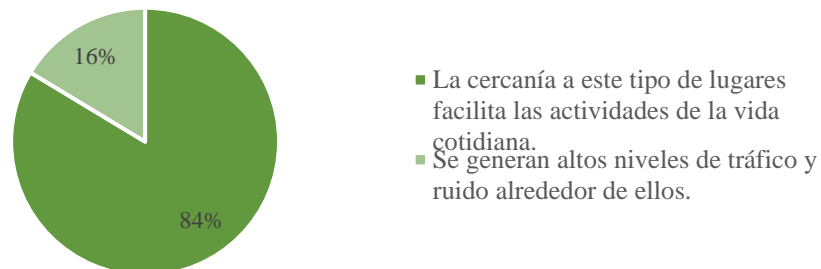 16%
84%
La cercanía a este tipo de lugares
facilita las actividades de la vida
cotidiana.
Se generan altos niveles de tráfico y
ruido alrededor de ellos.